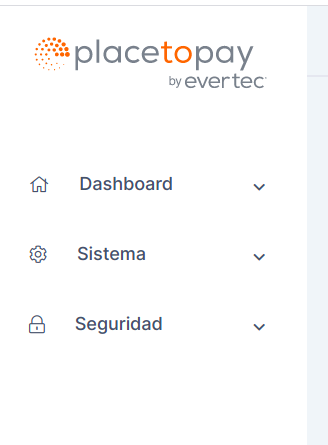 placetopay
by evertec
Dashboard
Sistema
Seguridad